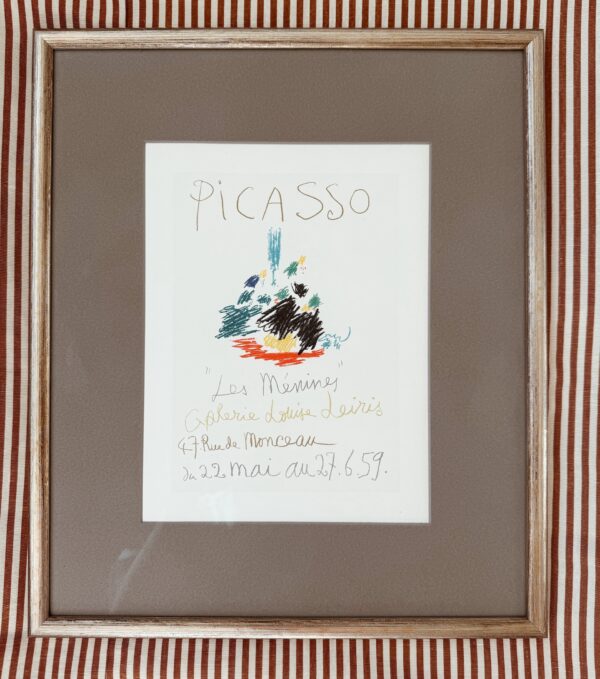 PiCASSO
"Les Ménines"
Galerie Louise Leiris
47 Rue de Monceau
du 22 mai au 27.6.59.